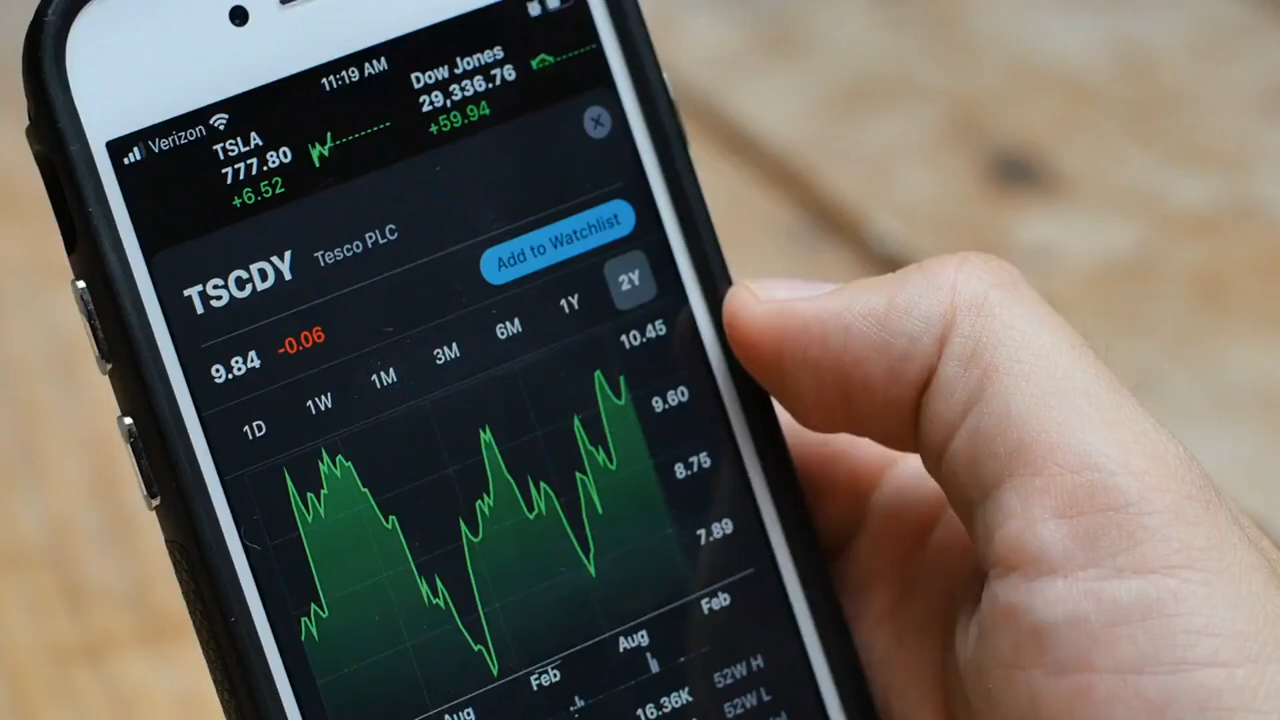 Verizon
11:19 AM
TSLA
777.80
+6.52
Dow Jones
29,336.76
+59.94
TSCDY Tesco PLC
Add to Watchlist
9.84 -0.06
1D 1W 1M 3M 6M 1Y 2Y
10.45
9.60
8.75
7.89
Aug Feb Aug Feb
16.36K
52W H
52W L